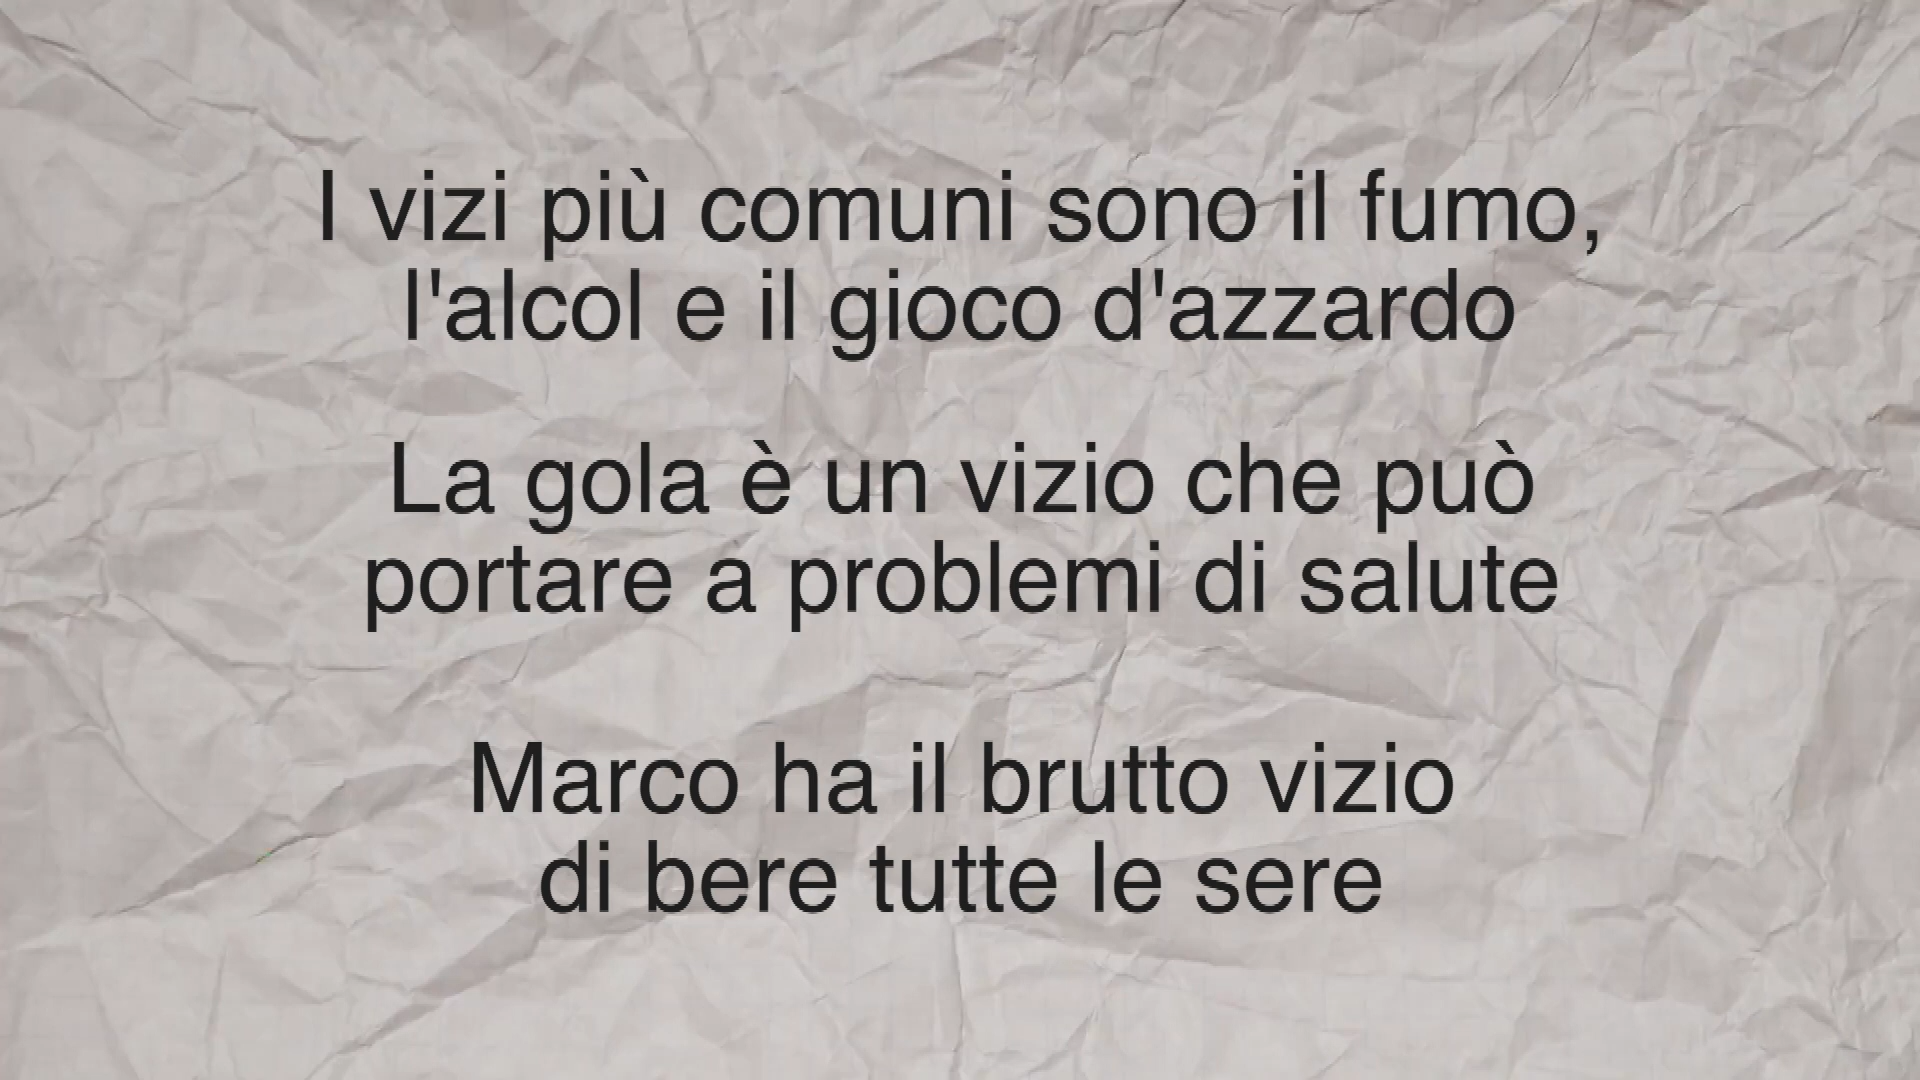 I vizi più comuni sono il fumo,
l'alcol e il gioco d'azzardo
La gola è un vizio che può
portare a problemi di salute
Marco ha il brutto vizio
di bere tutte le sere